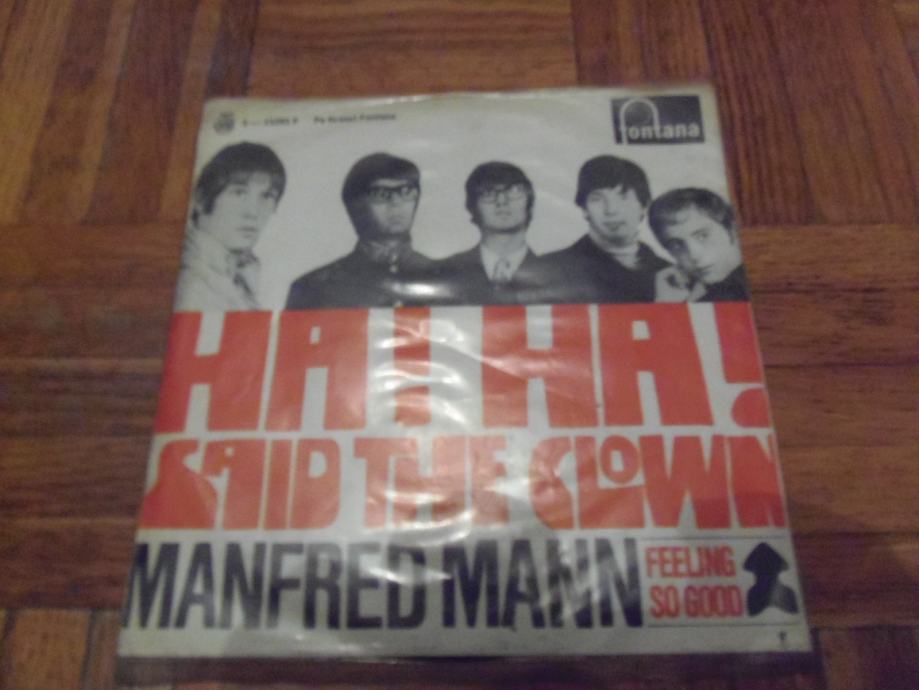 fontana
HA! HA!
SAID THE CLOWN
MANFRED MANN
FEELING
SO GOOD